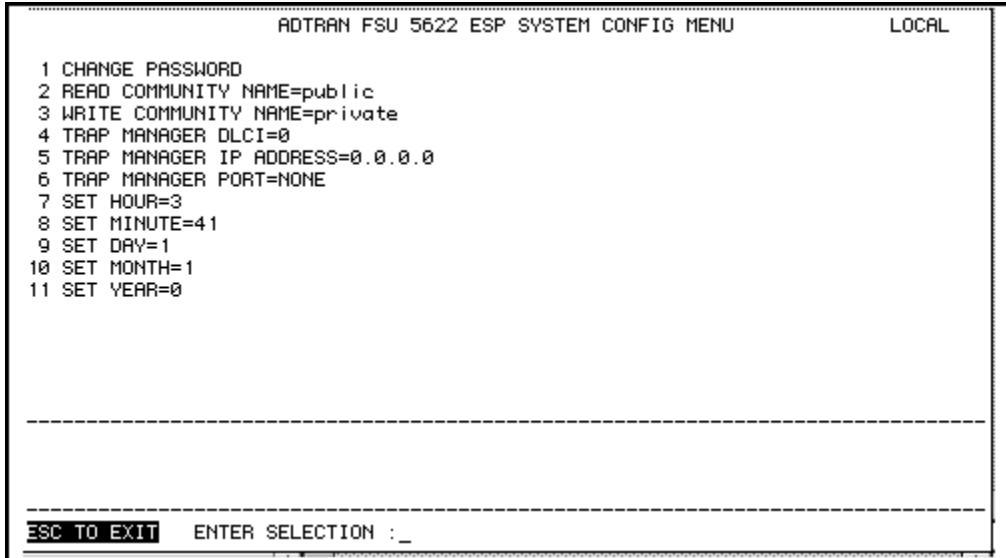 ADTRAN FSU 5622 ESP SYSTEM CONFIG MENU LOCAL
1 CHANGE PASSWORD
2 READ COMMUNITY NAME=public
3 WRITE COMMUNITY NAME=private
4 TRAP MANAGER DLCI=0
5 TRAP MANAGER IP ADDRESS=0.0.0.0
6 TRAP MANAGER PORT=NONE
7 SET HOUR=3
8 SET MINUTE=41
9 SET DAY=1
10 SET MONTH=1
11 SET YEAR=0
ESC TO EXIT ENTER SELECTION :_